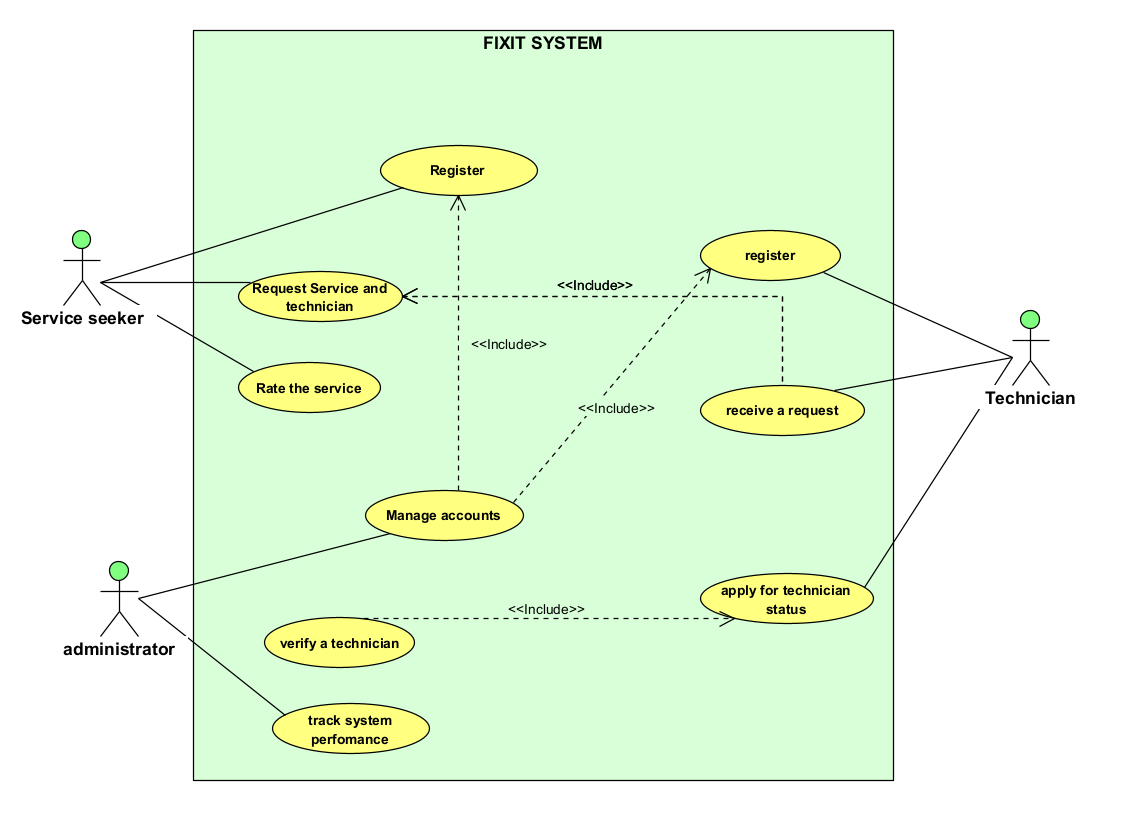 FIXIT SYSTEM
Register
register
Request Service and
technician
<<Include>>
Service seeker
<<Include>>
Rate the service
<<Include>>
receive a request
Technician
Manage accounts
apply for technician
status
<<Include>>
verify a technician
administrator
track system
perfomance